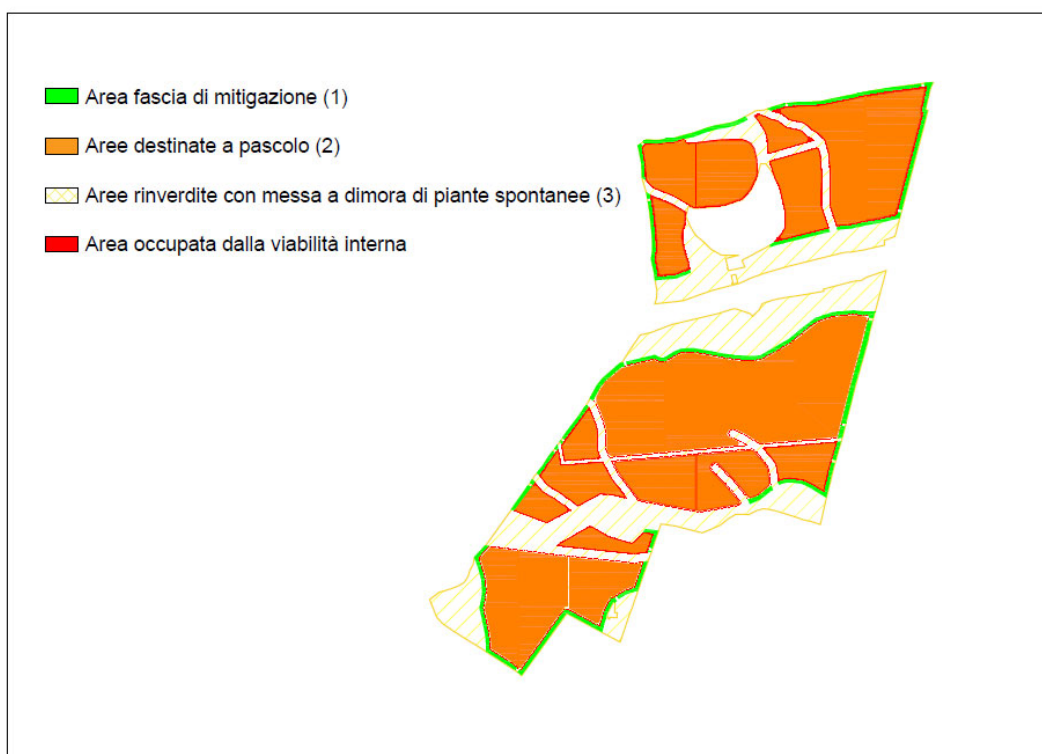 Area fascia di mitigazione (1)
Aree destinate a pascolo (2)
Aree rinverdite con messa a dimora di piante spontanee (3)
Area occupata dalla viabilità interna